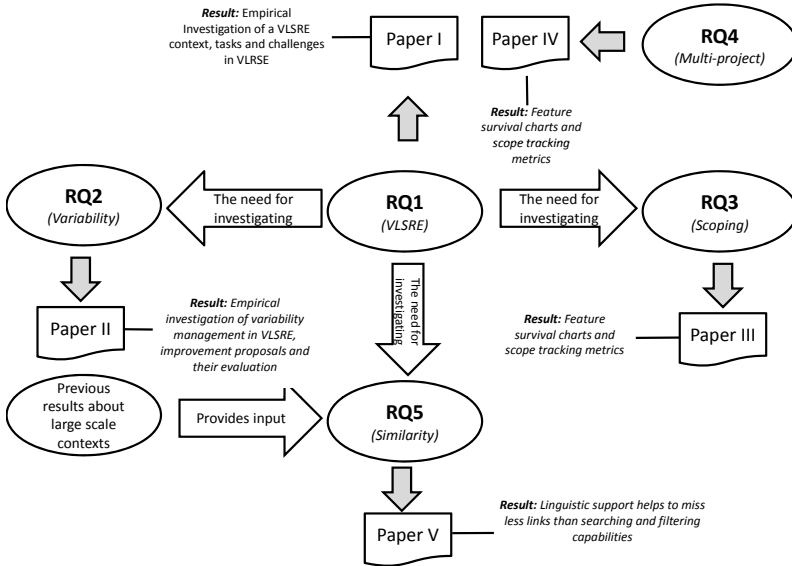 Result: Empirical
Investigation of a VLSRE
context, tasks and challenges
in VLRSE
Paper I
Paper IV
RQ4
(Multi-project)
Result: Feature
survival charts and
scope tracking
metrics
RQ2
(Variability)
The need for
investigating
RQ1
(VLSRE)
The need for
investigating
RQ3
(Scoping)
The need for
investigating
Paper II
Result: Empirical
investigation of variability
management in VLSRE,
improvement proposals and
their evaluation
Result: Feature
survival charts and
scope tracking metrics
Paper III
Previous
results about
large scale
contexts
Provides input
RQ5
(Similarity)
Paper V
Result: Linguistic support helps to miss
less links than searching and filtering
capabilities